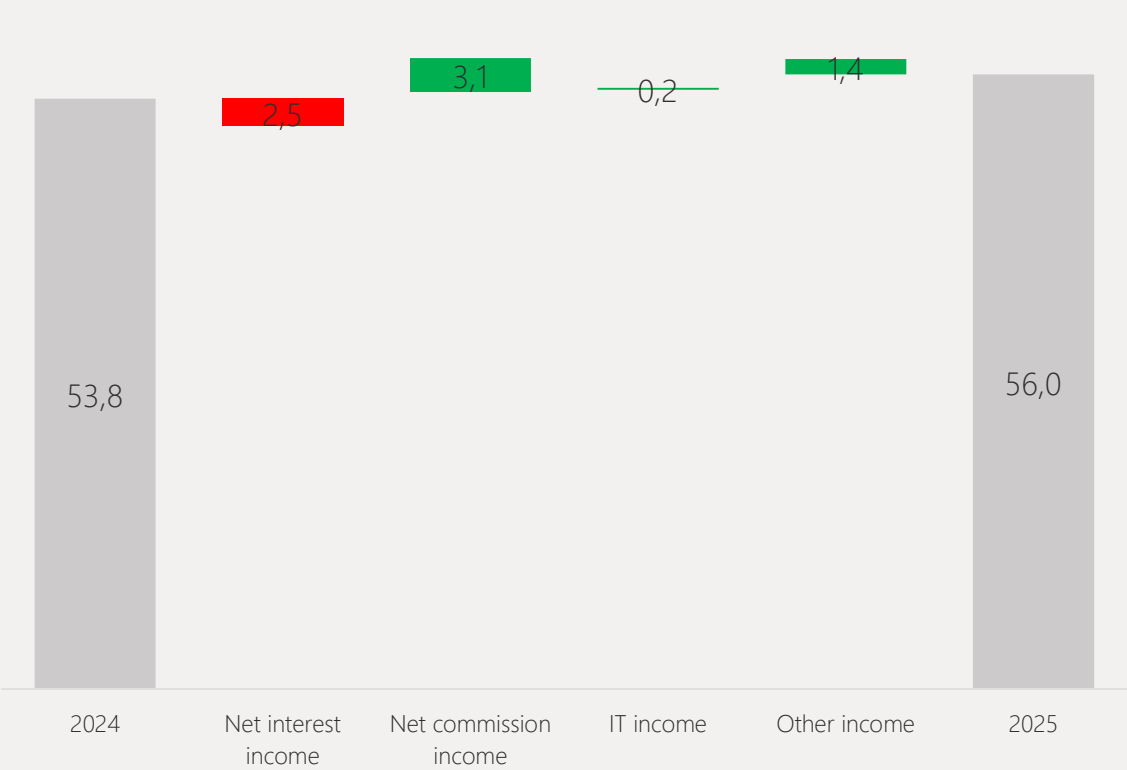 3,1
1,4
0,2
2,5
53,8
56,0
2024
Net interest
income
Net commission
income
IT income
Other income
2025